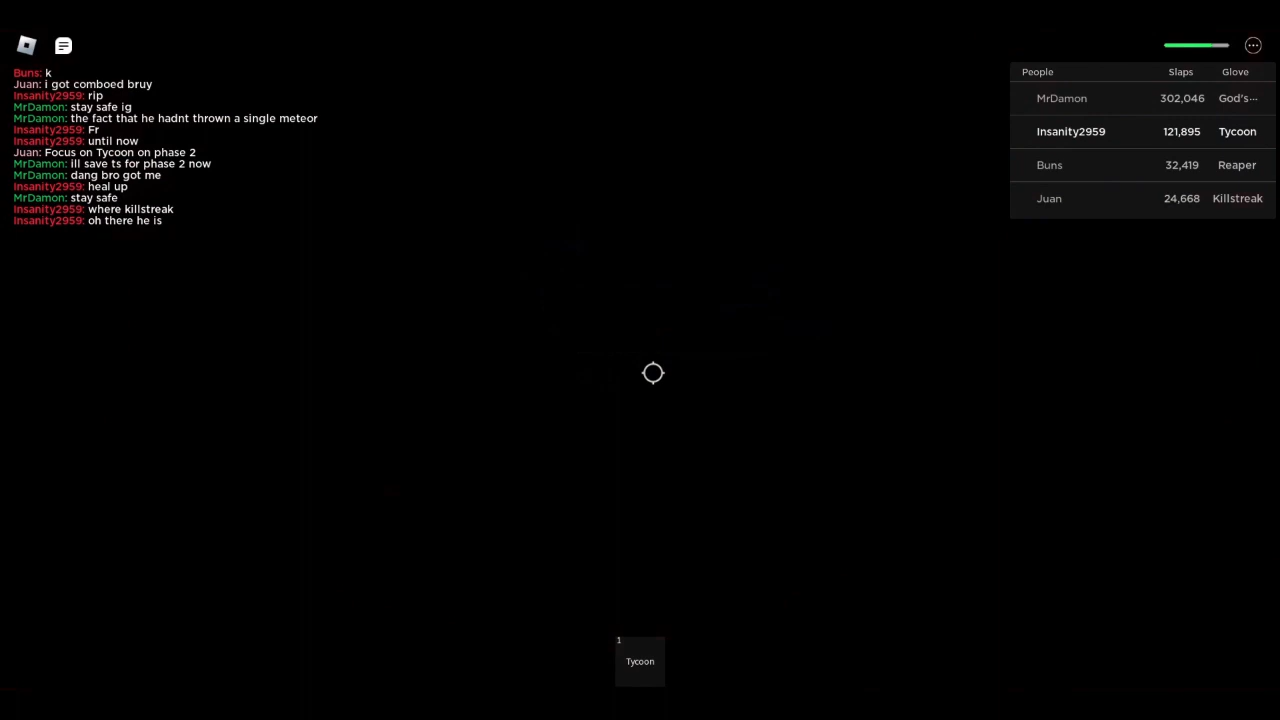 Buns: k
Juan: i got comboed bruy
Insanity2959: rip
MrDamon: stay safe ig
MrDamon: the fact that he hadnt thrown a single meteor
Insanity2959: Fr
Insanity2959: until now
Juan: Focus on Tycoon on phase 2
MrDamon: ill save ts for phase 2 now
MrDamon: dang bro got me
Insanity2959: heal up
MrDamon: stay safe
Insanity2959: where killstreak
Insanity2959: oh there he is
People Slaps Glove
MrDamon 302,046 God's···
Insanity2959 121,895 Tycoon
Buns 32,419 Reaper
Juan 24,668 Killstreak
1
Tycoon